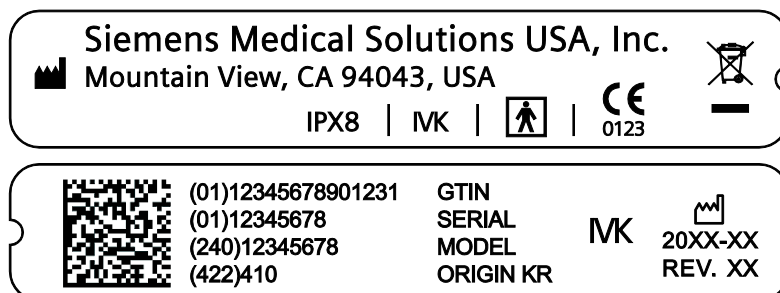 Siemens Medical Solutions USA, Inc.
Mountain View, CA 94043, USA
IPX8 | IVK | | CE 0123
(01)12345678901231 GTIN
(01)12345678 SERIAL
(240)12345678 MODEL
(422)410 ORIGIN KR
IVK
20XX-XX
REV. XX